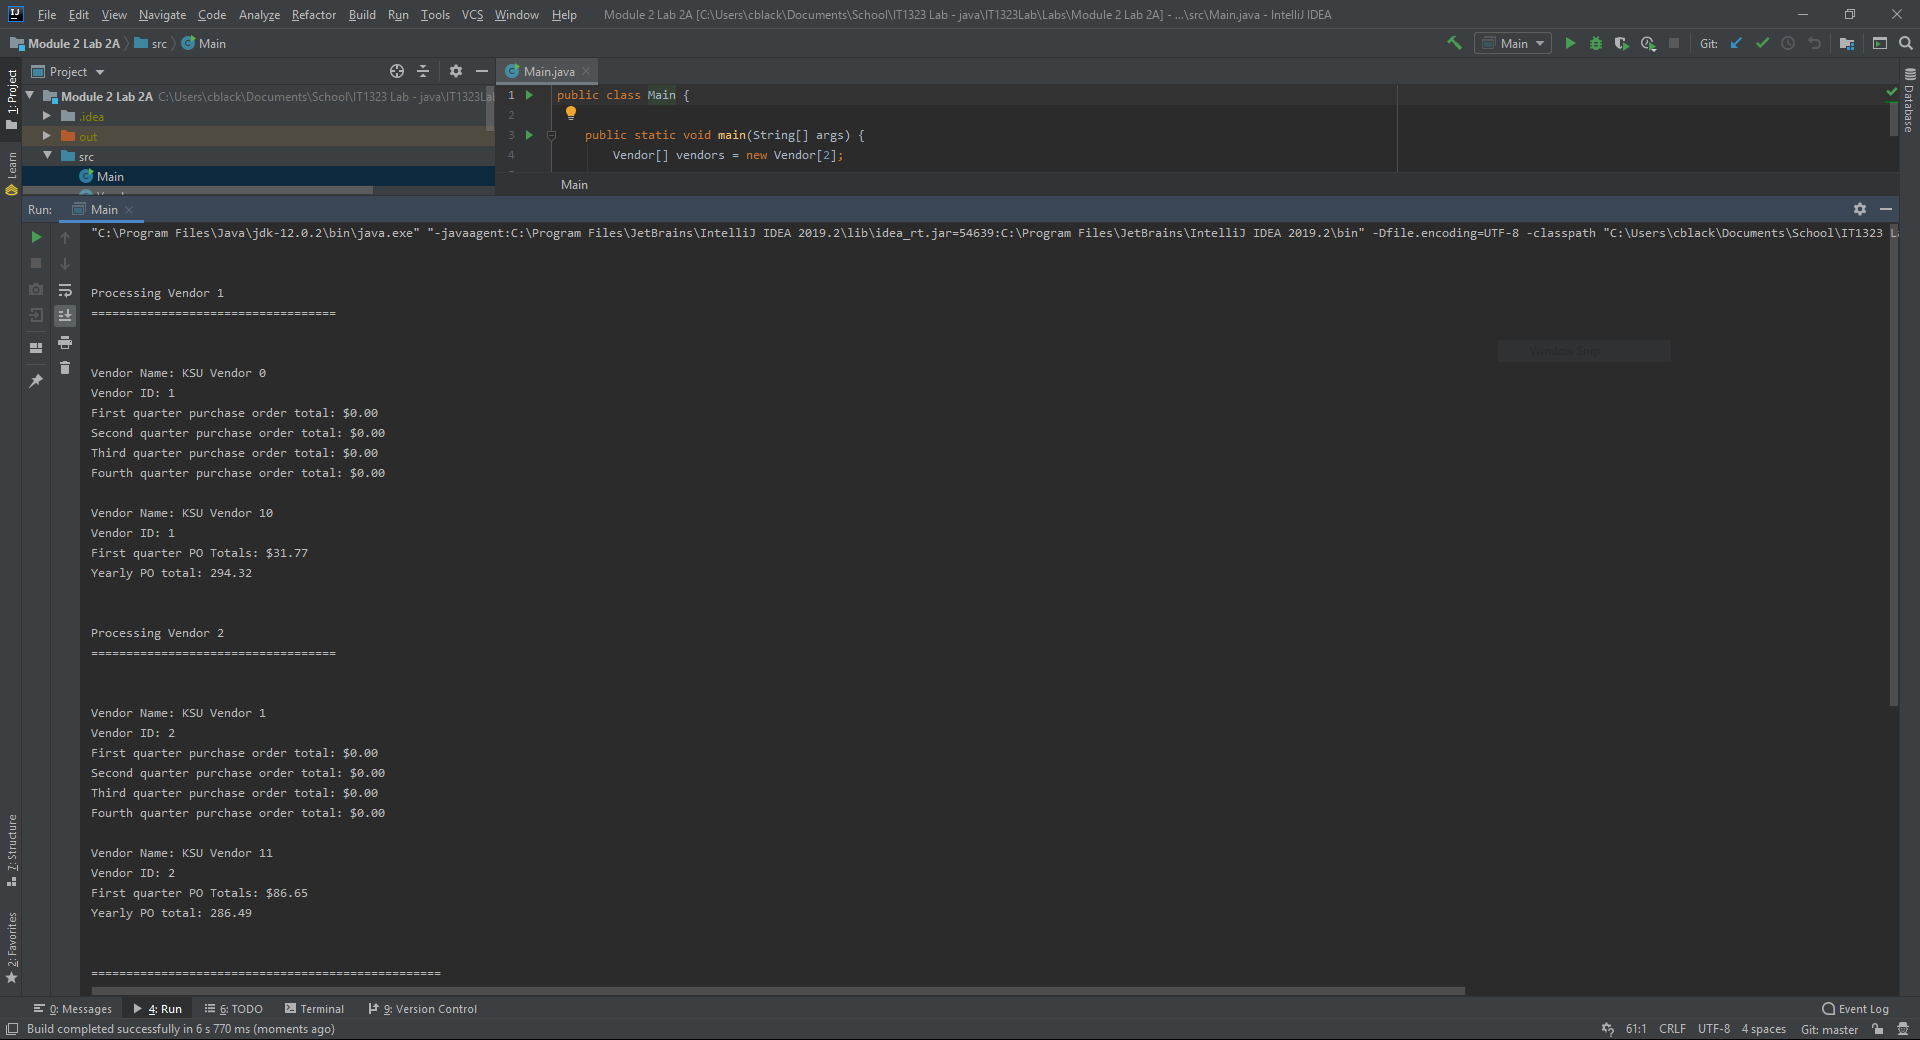 File Edit View Navigate Code Analyze Refactor Build Run Tools VCS Window Help Module 2 Lab 2A [C:\Users\cblack\Documents\School\IT1323 Lab - java\IT1323Lab\Labs\Module 2 Lab 2A] - ...\src\Main.java - IntelliJ IDEA
Module 2 Lab 2A src Main
Main Git:
Project
Main.java
1: Project
Learn
7: Structure
2: Favorites
Database
Module 2 Lab 2A C:\Users\cblack\Documents\School\IT1323 Lab - java\IT1323Lab
.idea
out
src
Main
1 public class Main {
2
3 public static void main(String[] args) {
4 Vendor[] vendors = new Vendor[2];
Main
Run: Main
"C:\Program Files\Java\jdk-12.0.2\bin\java.exe" "-javaagent:C:\Program Files\JetBrains\IntelliJ IDEA 2019.2\lib\idea_rt.jar=54639:C:\Program Files\JetBrains\IntelliJ IDEA 2019.2\bin" -Dfile.encoding=UTF-8 -classpath "C:\Users\cblack\Documents\School\IT1323
Processing Vendor 1
===================================
Vendor Name: KSU Vendor 0
Vendor ID: 1
First quarter purchase order total: $0.00
Second quarter purchase order total: $0.00
Third quarter purchase order total: $0.00
Fourth quarter purchase order total: $0.00
Vendor Name: KSU Vendor 10
Vendor ID: 1
First quarter PO Totals: $31.77
Yearly PO total: 294.32
Processing Vendor 2
===================================
Vendor Name: KSU Vendor 1
Vendor ID: 2
First quarter purchase order total: $0.00
Second quarter purchase order total: $0.00
Third quarter purchase order total: $0.00
Fourth quarter purchase order total: $0.00
Vendor Name: KSU Vendor 11
Vendor ID: 2
First quarter PO Totals: $86.65
Yearly PO total: 286.49
==================================================
0: Messages 4: Run 6: TODO Terminal 9: Version Control Event Log
Build completed successfully in 6 s 770 ms (moments ago) 61:1 CRLF UTF-8 4 spaces Git: master